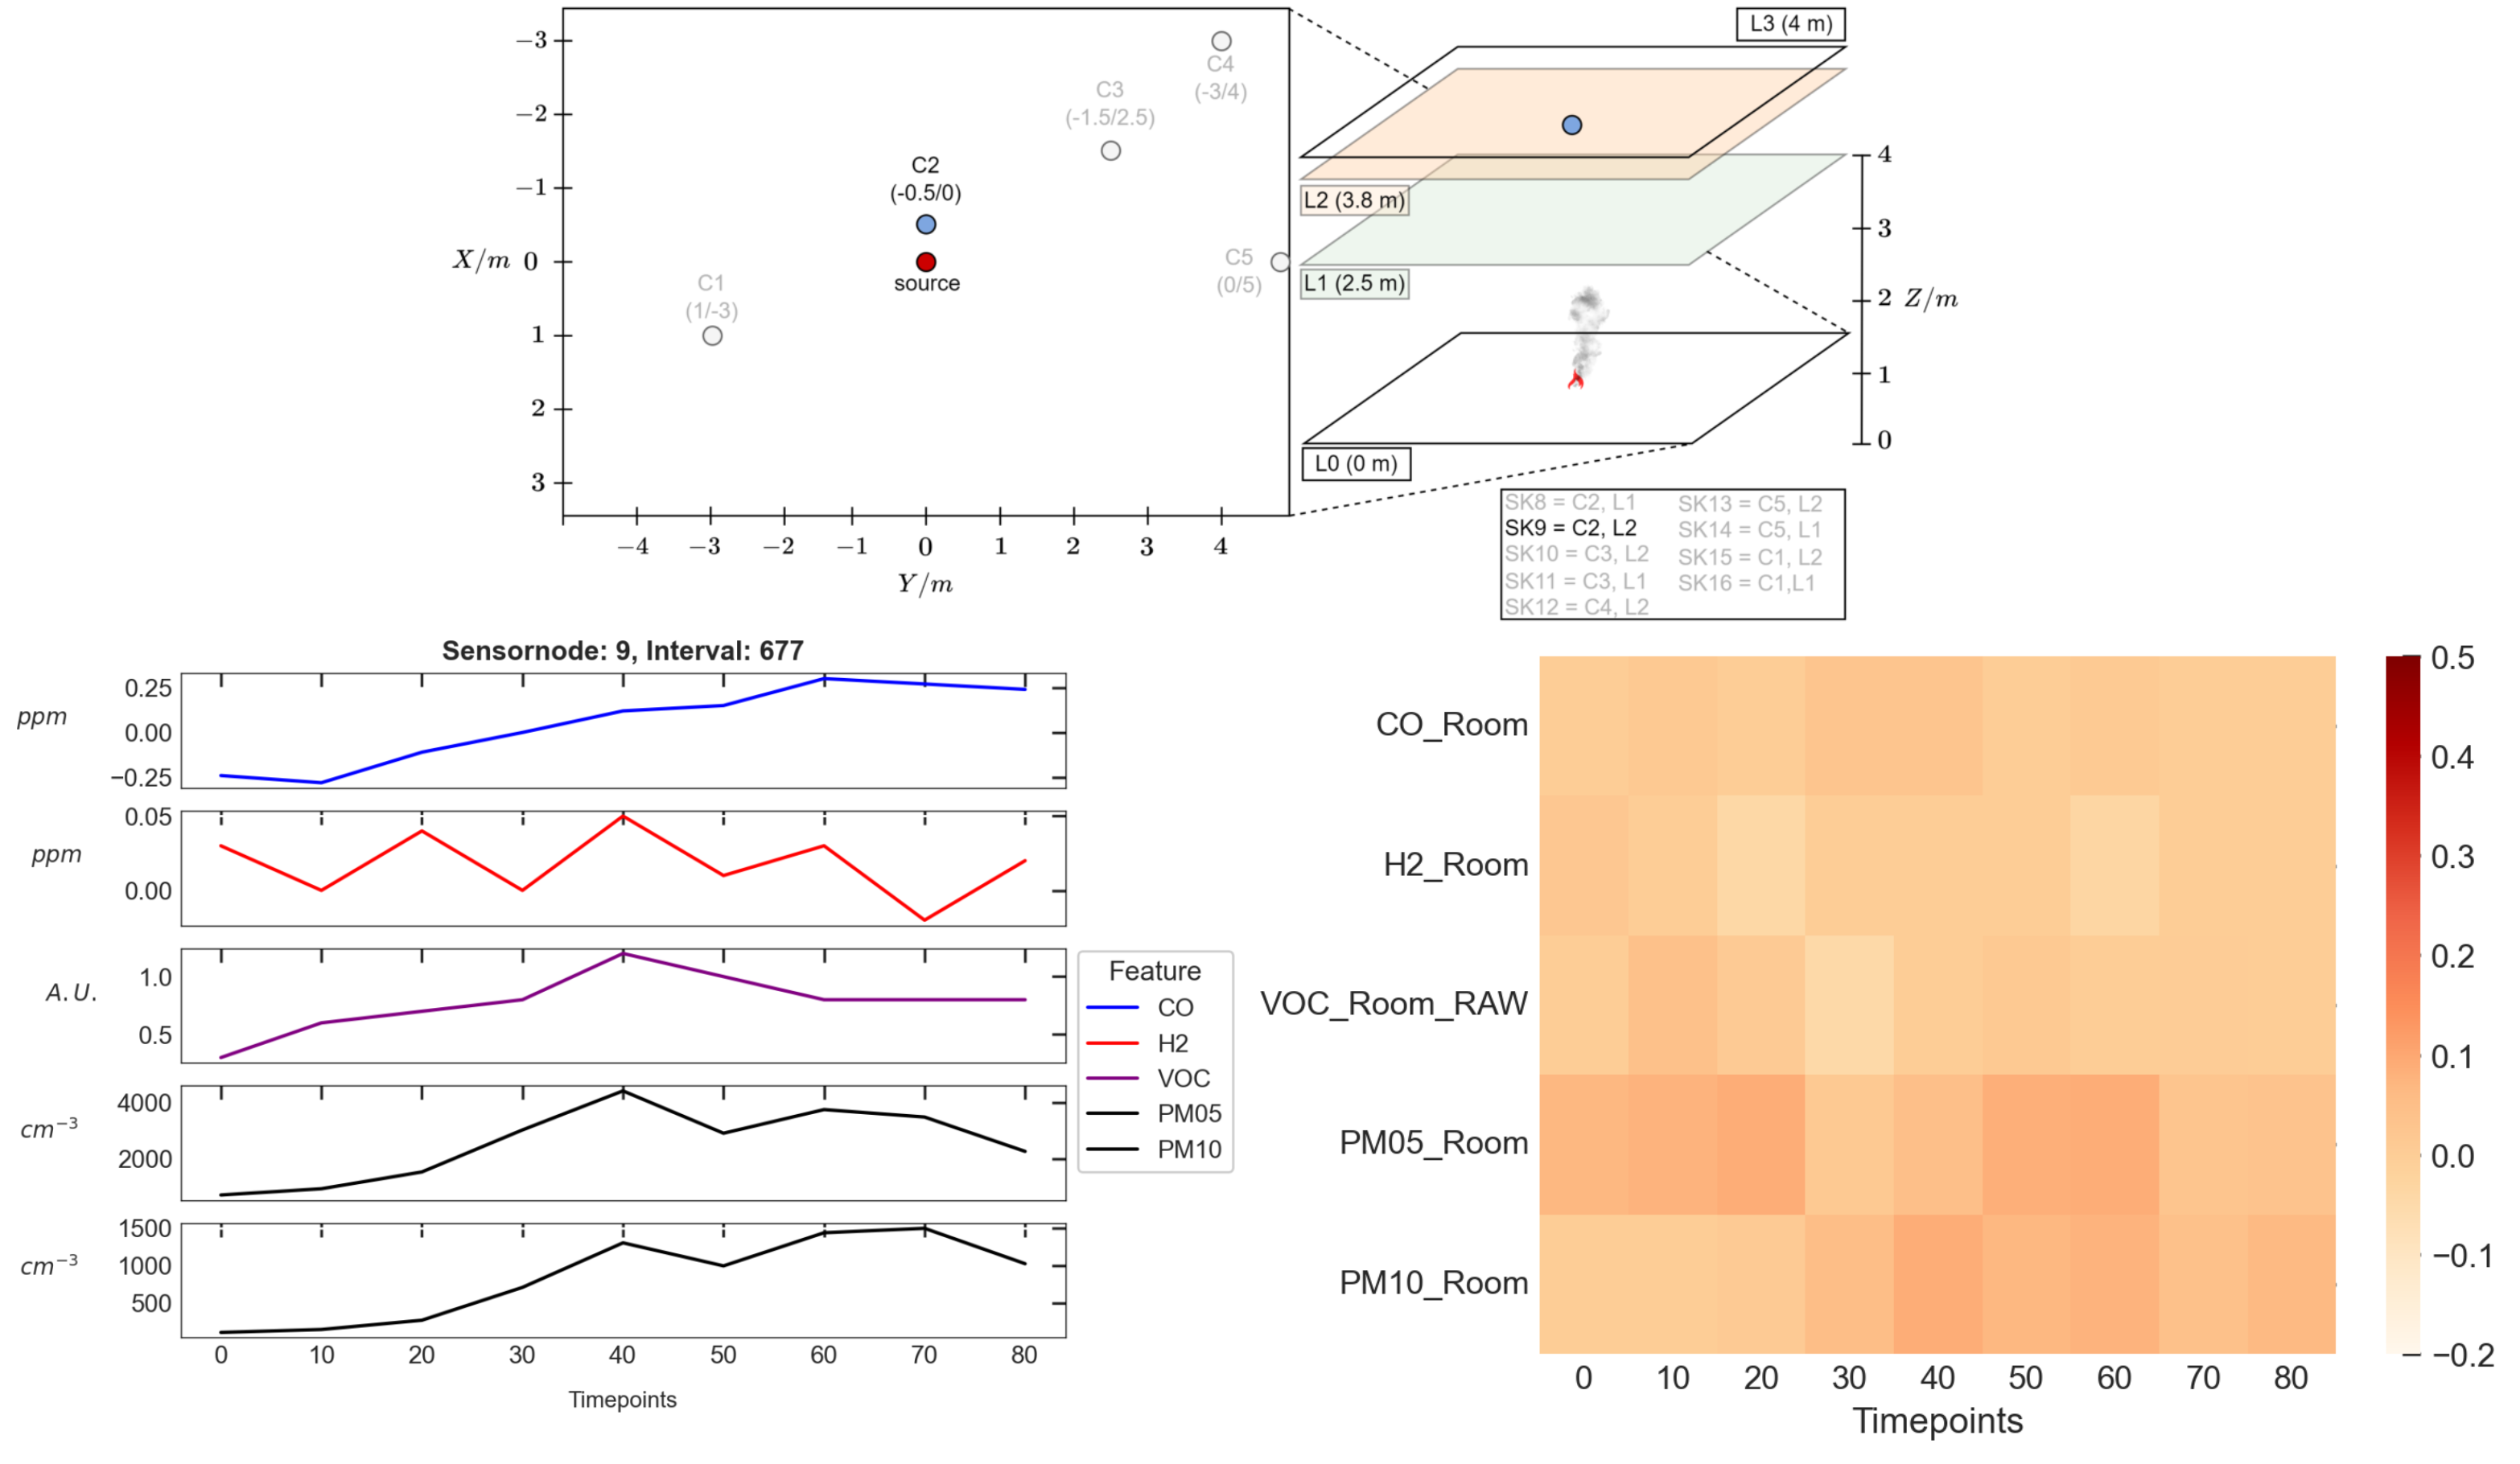 L3 (4 m)
−3
C4
(-3/4)
C3
(-1.5/2.5)
−2
C2
(-0.5/0)
−1
4
L2 (3.8 m)
3
X/m 0
source
C5
(0/5)
L1 (2.5 m)
2 Z/m
C1
(1/-3)
1
1
2
0
L0 (0 m)
3
SK8 = C2, L1
SK9 = C2, L2
SK10 = C3, L2
SK11 = C3, L1
SK12 = C4, L2
SK13 = C5, L2
SK14 = C5, L1
SK15 = C1, L2
SK16 = C1,L1
−4 −3 −2 −1 0 1 2 3 4
Y/m
Sensornode: 9, Interval: 677
ppm
0.25
0.00
−0.25
ppm
0.05
0.00
A.U.
1.0
0.5
cm⁻³
4000
2000
cm⁻³
1500
1000
500
0 10 20 30 40 50 60 70 80
Timepoints
Feature
CO
H2
VOC
PM05
PM10
CO_Room
H2_Room
VOC_Room_RAW
PM05_Room
PM10_Room
0 10 20 30 40 50 60 70 80
Timepoints
0.5
0.4
0.3
0.2
0.1
0.0
−0.1
−0.2